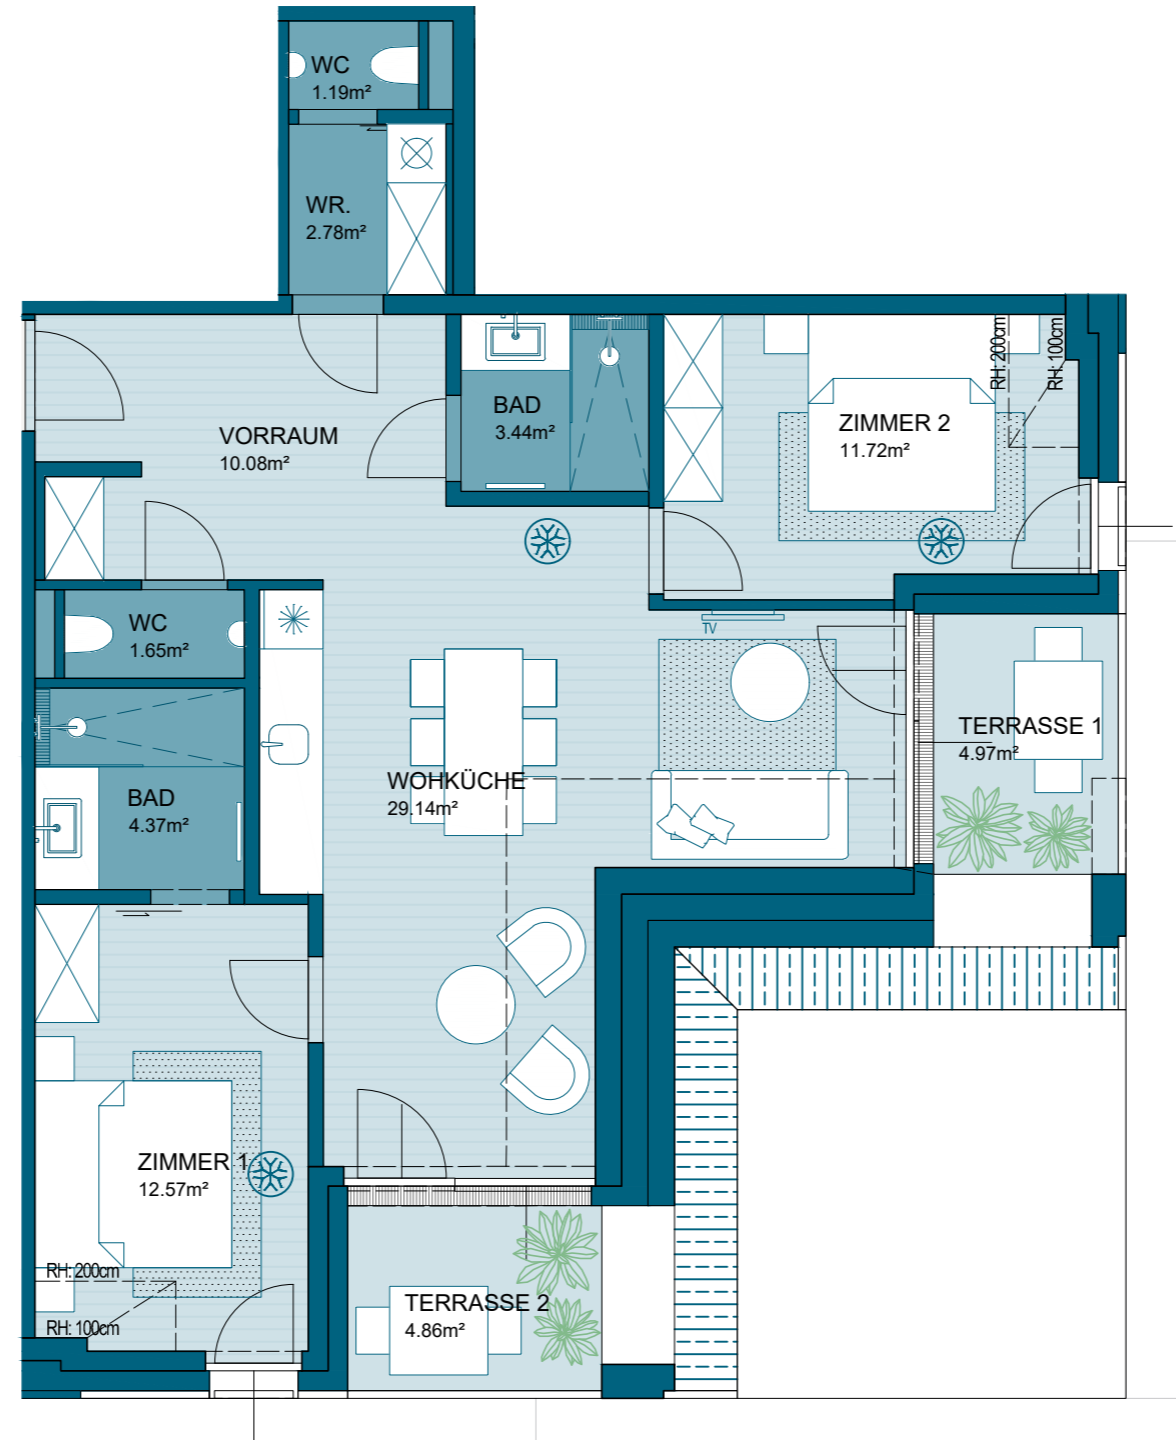 WC
1.19m²
WR.
2.78m²
RH: 200cm
RH: 100cm
BAD
3.44m²
ZIMMER 2
11.72m²
VORRAUM
10.08m²
WC
1.65m²
TV
TERRASSE 1
4.97m²
WOHKÜCHE
29.14m²
BAD
4.37m²
ZIMMER 1
12.57m²
RH: 200cm
RH: 100cm
TERRASSE 2
4.86m²